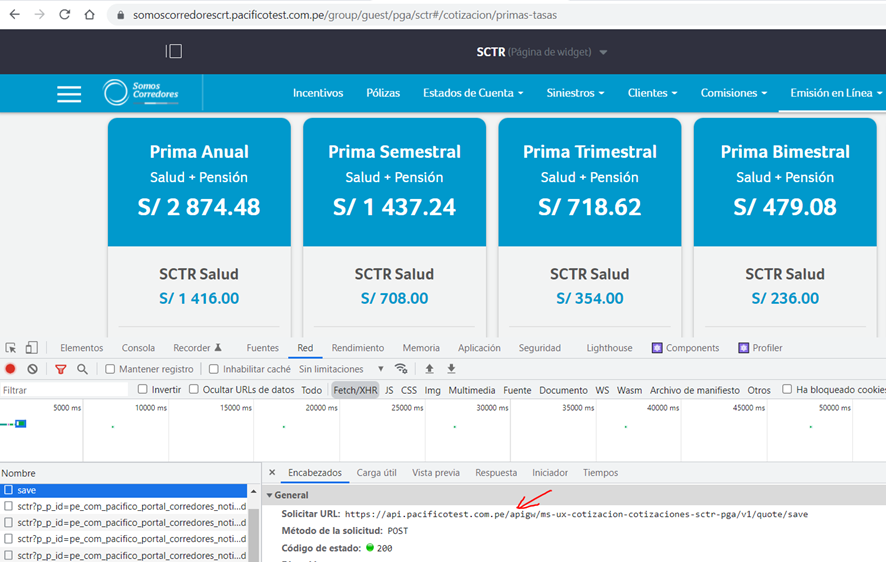 somoscorredorescrt.pacificotest.com.pe/group/guest/pga/sctr#/cotizacion/primas-tasas
SCTR (Página de widget)
Somos Corredores
Incentivos Pólizas Estados de Cuenta Siniestros Clientes Comisiones Emisión en Línea
Prima Anual Prima Semestral Prima Trimestral Prima Bimestral
Salud + Pensión Salud + Pensión Salud + Pensión Salud + Pensión
S/ 2 874.48 S/ 1 437.24 S/ 718.62 S/ 479.08
SCTR Salud SCTR Salud SCTR Salud SCTR Salud
S/ 1 416.00 S/ 708.00 S/ 354.00 S/ 236.00
Elementos Consola Recorder Fuentes Red Rendimiento Memoria Aplicación Seguridad Lighthouse Components Profiler
Mantener registro Inhabilitar caché Sin limitaciones
Filtrar Invertir Ocultar URLs de datos Todo Fetch/XHR JS CSS Img Multimedia Fuente Documento WS Wasm Archivo de manifiesto Otros Ha bloqueado cookies
5000 ms 10000 ms 15000 ms 20000 ms 25000 ms 30000 ms 35000 ms 40000 ms 45000 ms 50000 ms
Nombre × Encabezados Carga útil Vista previa Respuesta Iniciador Tiempos
save
General
sctr?p_p_id=pe_com_pacifico_portal_corredores_noti...d
Solicitar URL: https://api.pacificotest.com.pe/apigw/ms-ux-cotizacion-cotizaciones-sctr-pga/v1/quote/save
sctr?p_p_id=pe_com_pacifico_portal_corredores_noti...d
Método de la solicitud: POST
sctr?p_p_id=pe_com_pacifico_portal_corredores_noti...d
Código de estado: 200
sctr?p_p_id=pe_com_pacifico_portal_corredores_noti...d